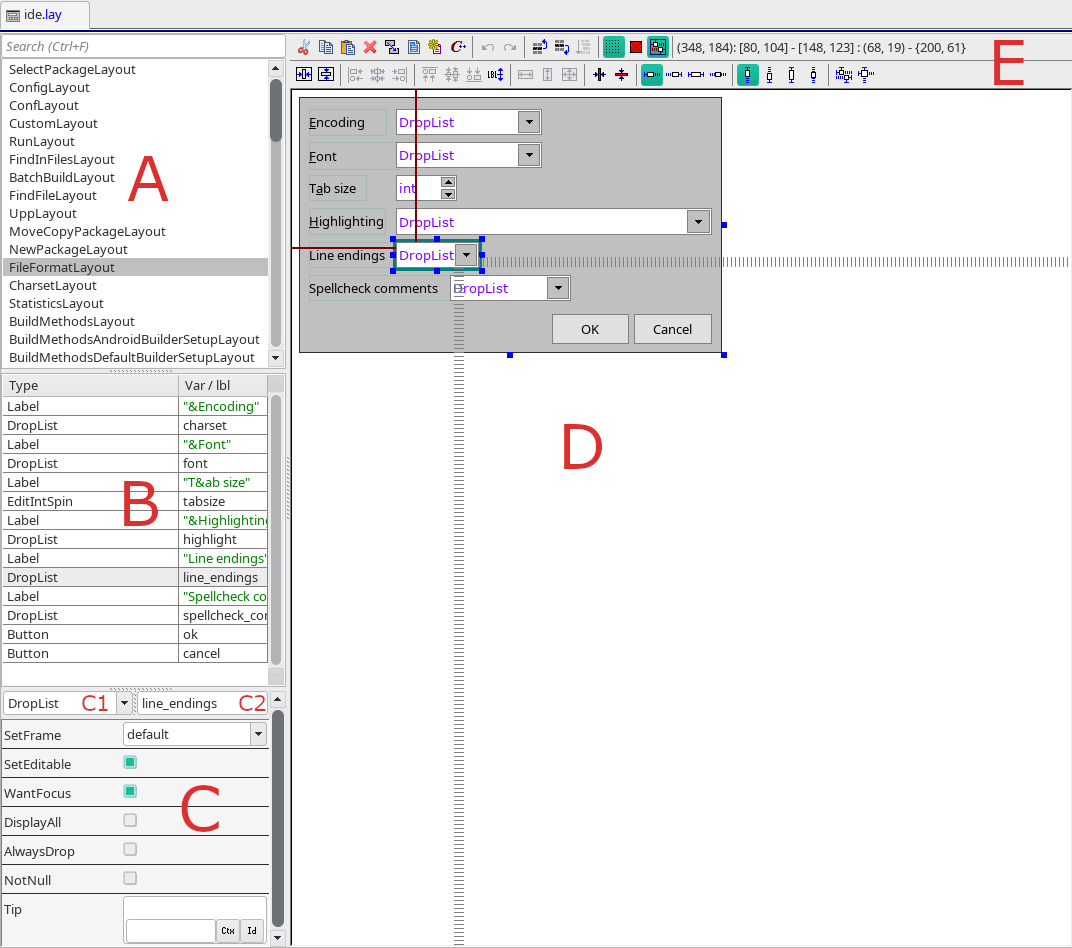 ide.lay
Search (Ctrl+F)
(348, 184): [80, 104] - [148, 123] : (68, 19) - {200, 61}
E
LBL
SelectPackageLayout
ConfigLayout
ConfLayout
CustomLayout
RunLayout
FindInFilesLayout
BatchBuildLayout
FindFileLayout
UppLayout
MoveCopyPackageLayout
NewPackageLayout
FileFormatLayout
CharsetLayout
StatisticsLayout
BuildMethodsLayout
BuildMethodsAndroidBuilderSetupLayout
BuildMethodsDefaultBuilderSetupLayout
A
Type Var / lbl
Label "&Encoding"
DropList charset
Label "&Font"
DropList font
Label "T&ab size"
EditIntSpin tabsize
Label "&Highlighting
DropList highlight
Label "Line endings"
DropList line_endings
Label "Spellcheck co
DropList spellcheck_con
Button ok
Button cancel
B
DropList C1 line_endings C2
SetFrame default
SetEditable
WantFocus
DisplayAll
AlwaysDrop
NotNull
Tip
Ctx Id
C
Encoding DropList
Font DropList
Tab size int
Highlighting DropList
Line endings DropList
Spellcheck comments DropList
OK Cancel
D